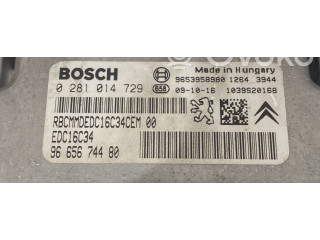 BOSCH
Made in Hungary
9653958980 1264 3944
0 281 014 729
656
09-10-16 1039S20168
RBCMMDEDC16C34CEM 00
EDC16C34
96 656 744 80